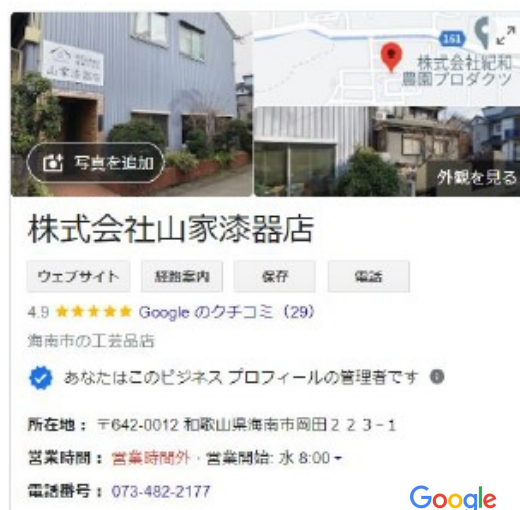 山家漆器店
写真を追加
161
株式会社紀和
農園プロダクツ
外観を見る
株式会社山家漆器店
ウェブサイト 経路案内 保存 電話
4.9 ★★★★★ Google のクチコミ（29）
海南市の工芸品店
あなたはこのビジネス プロフィールの管理者です
所在地： 〒642-0012 和歌山県海南市岡田２２３−１
営業時間： 営業時間外・営業開始: 水 8:00
電話番号： 073-482-2177
Google